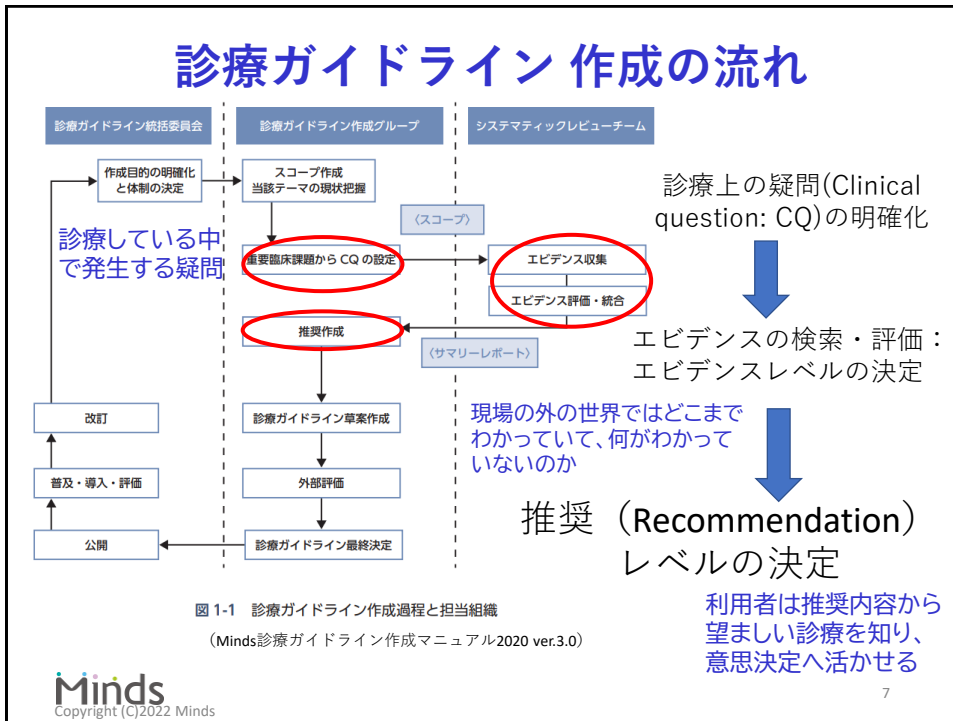 診療ガイドライン 作成の流れ
診療ガイドライン統括委員会
診療ガイドライン作成グループ
システマティックレビューチーム
作成目的の明確化
と体制の決定
スコープ作成
当該テーマの現状把握
〈スコープ〉
診療している中
で発生する疑問
重要臨床課題から CQ の設定
エビデンス収集
エビデンス評価・統合
推奨作成
〈サマリーレポート〉
改訂
診療ガイドライン草案作成
普及・導入・評価
外部評価
公開
診療ガイドライン最終決定
図 1-1 診療ガイドライン作成過程と担当組織
(Minds診療ガイドライン作成マニュアル2020 ver.3.0)
診療上の疑問(Clinical
question: CQ)の明確化
エビデンスの検索・評価：
エビデンスレベルの決定
現場の外の世界ではどこまで
わかっていて、何がわかって
いないのか
推奨（Recommendation）
レベルの決定
利用者は推奨内容から
望ましい診療を知り、
意思決定へ活かせる
Minds
Copyright (C)2022 Minds
7